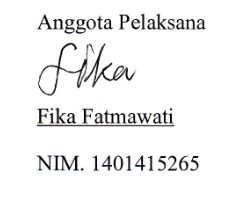 Anggota Pelaksana
Fika
Fika Fatmawati
NIM. 1401415265